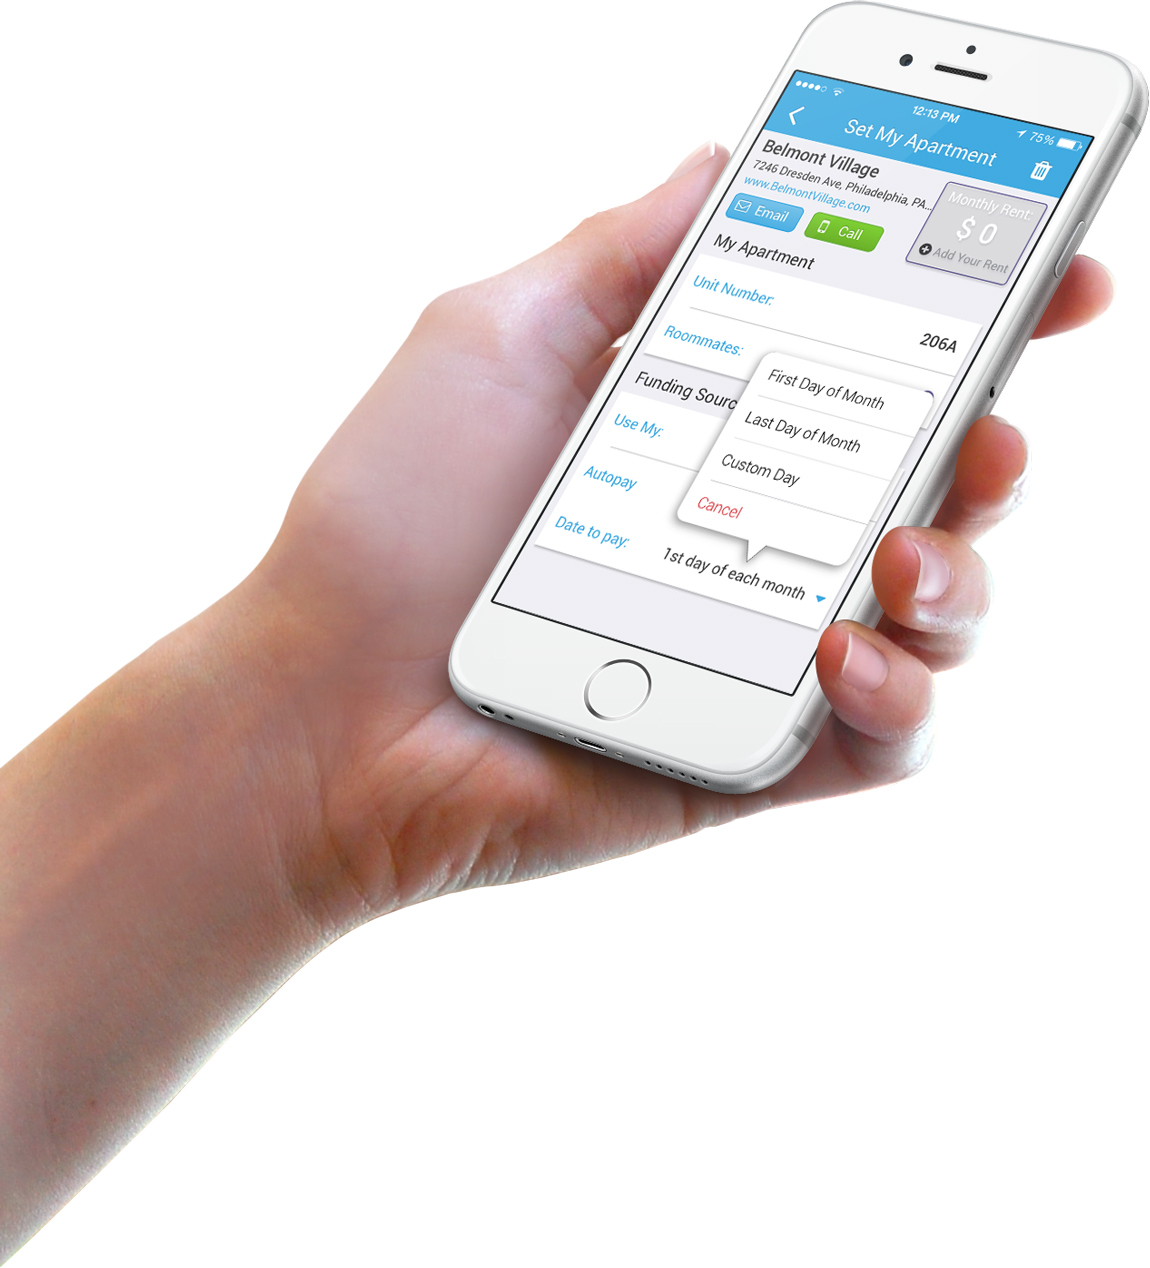 12:13 PM
75%
Set My Apartment
Belmont Village
7246 Dresden Ave, Philadelphia, PA...
www.BelmontVillage.com
Email
Call
Monthly Rent:
$ 0
Add Your Rent
My Apartment
Unit Number:
206A
Roommates:
Funding Sourc
Use My:
Autopay
Date to pay:
1st day of each month
First Day of Month
Last Day of Month
Custom Day
Cancel